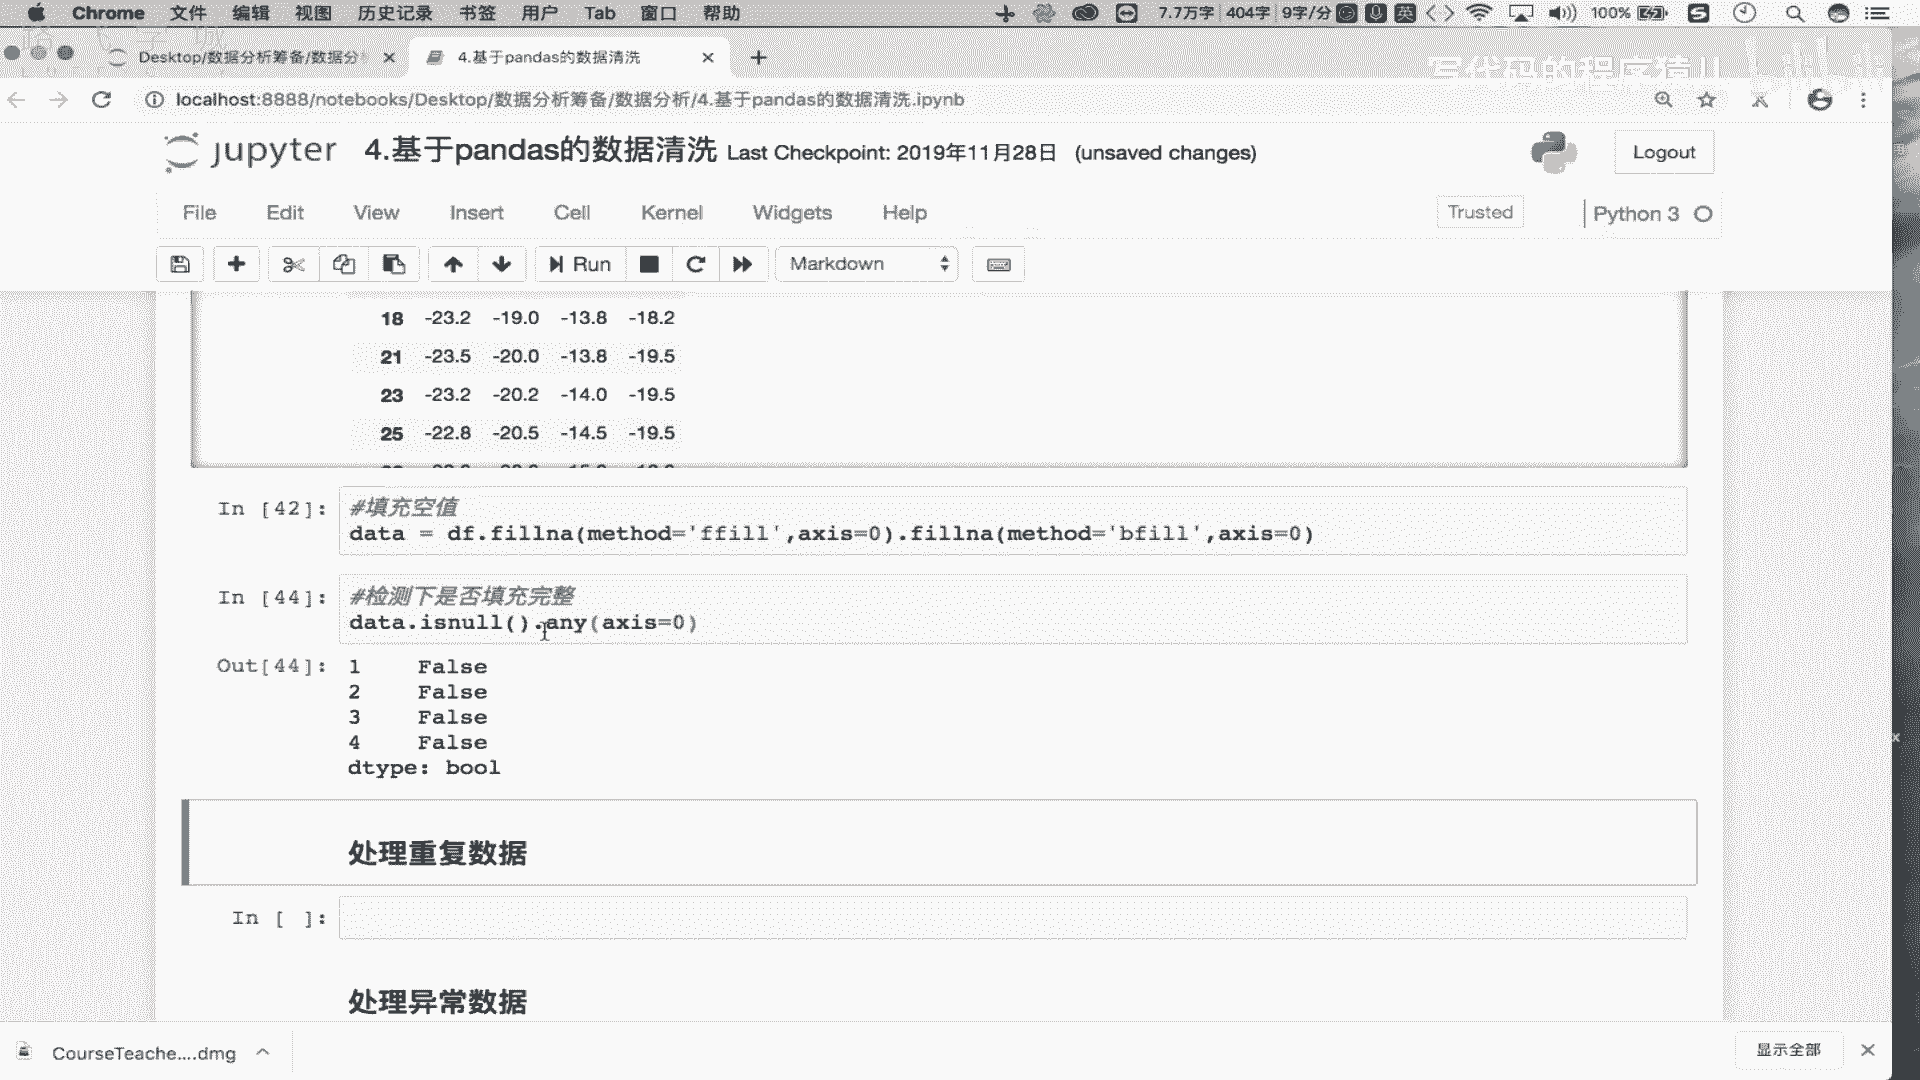 Chrome 文件 编辑 视图 历史记录 书签 用户 Tab 窗口 帮助 7.7万字 404字 9字/分 英 100%
Desktop/数据分析筹备/数据分 4.基于pandas的数据清洗
写代码的程序猿儿
localhost:8888/notebooks/Desktop/数据分析筹备/数据分析/4.基于pandas的数据清洗.ipynb
jupyter 4.基于pandas的数据清洗 Last Checkpoint: 2019年11月28日 (unsaved changes)
Logout
File Edit View Insert Cell Kernel Widgets Help
Trusted Python 3
Run Markdown
18 -23.2 -19.0 -13.8 -18.2
21 -23.5 -20.0 -13.8 -19.5
23 -23.2 -20.2 -14.0 -19.5
25 -22.8 -20.5 -14.5 -19.5
In [42]: #填充空值
data = df.fillna(method='ffill',axis=0).fillna(method='bfill',axis=0)
In [44]: #检测下是否填充完整
data.isnull().any(axis=0)
Out[44]: 1 False
2 False
3 False
4 False
dtype: bool
处理重复数据
In [ ]:
处理异常数据
CourseTeache....dmg
显示全部